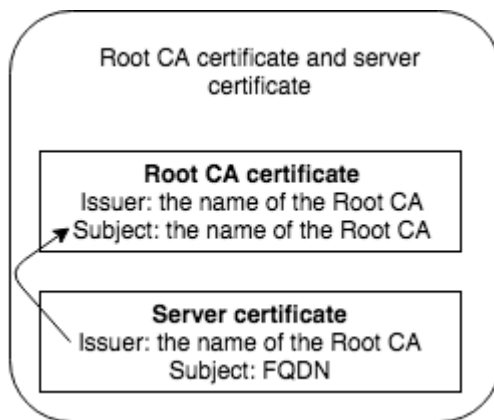 Root CA certificate and server
certificate
Root CA certificate
Issuer: the name of the Root CA
Subject: the name of the Root CA
Server certificate
Issuer: the name of the Root CA
Subject: FQDN